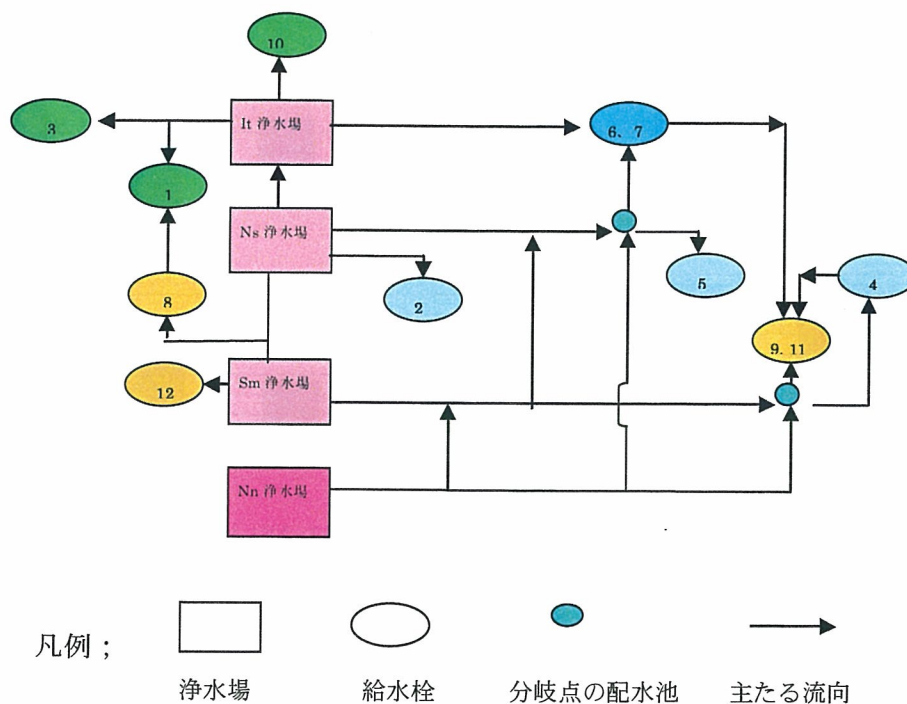 10
3
It 浄水場
6、7
1
Ns 浄水場
8
2
5
4
9. 11
12
Sm 浄水場
Nn 浄水場
凡例；
浄水場
給水栓
分岐点の配水池
主たる流向